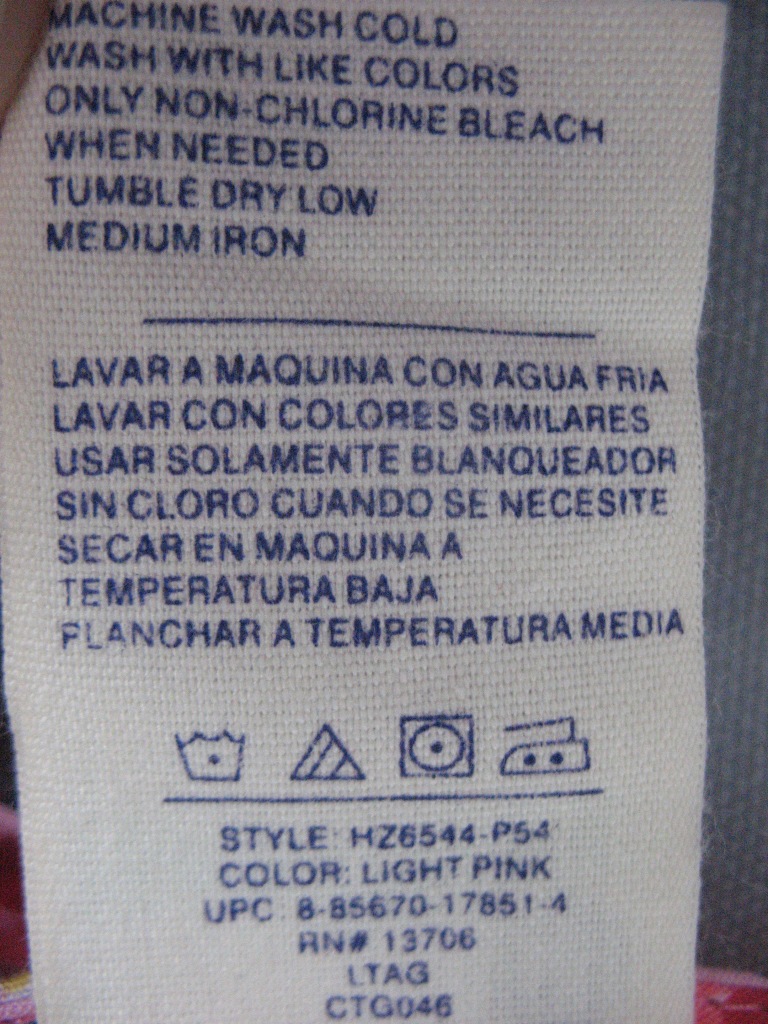 MACHINE WASH COLD
WASH WITH LIKE COLORS
ONLY NON-CHLORINE BLEACH
WHEN NEEDED
TUMBLE DRY LOW
MEDIUM IRON
LAVAR A MAQUINA CON AGUA FRIA
LAVAR CON COLORES SIMILARES
USAR SOLAMENTE BLANQUEADOR
SIN CLORO CUANDO SE NECESITE
SECAR EN MAQUINA A
TEMPERATURA BAJA
PLANCHAR A TEMPERATURA MEDIA
STYLE: HZ6544-P54
COLOR: LIGHT PINK
UPC: 8-85670-17851-4
RN# 13706
LTAG
CTG046